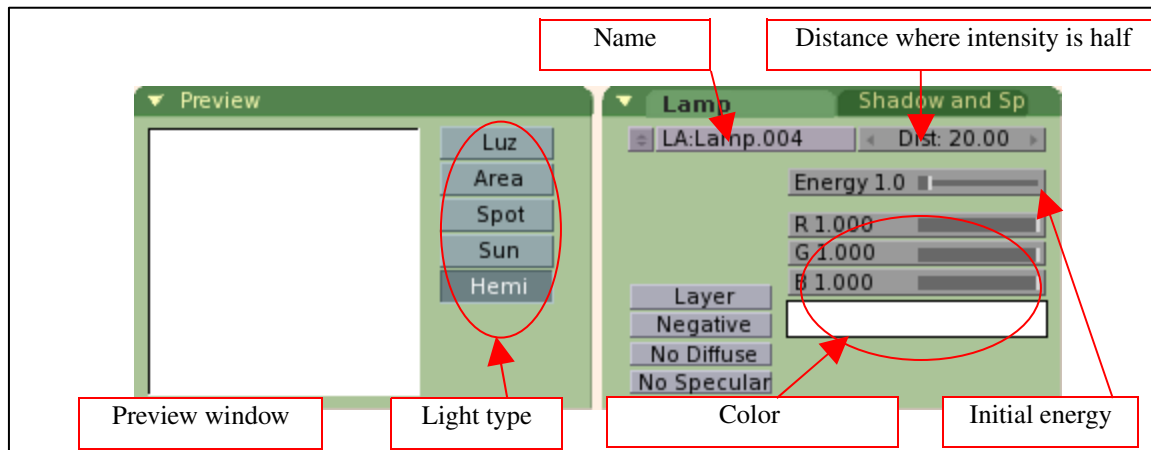 Name
Distance where intensity is half
Preview
Lamp
Shadow and Sp
Luz
Area
Spot
Sun
Hemi
LA:Lamp.004
Dist: 20.00
Energy 1.0
R 1.000
G 1.000
B 1.000
Layer
Negative
No Diffuse
No Specular
Preview window
Light type
Color
Initial energy